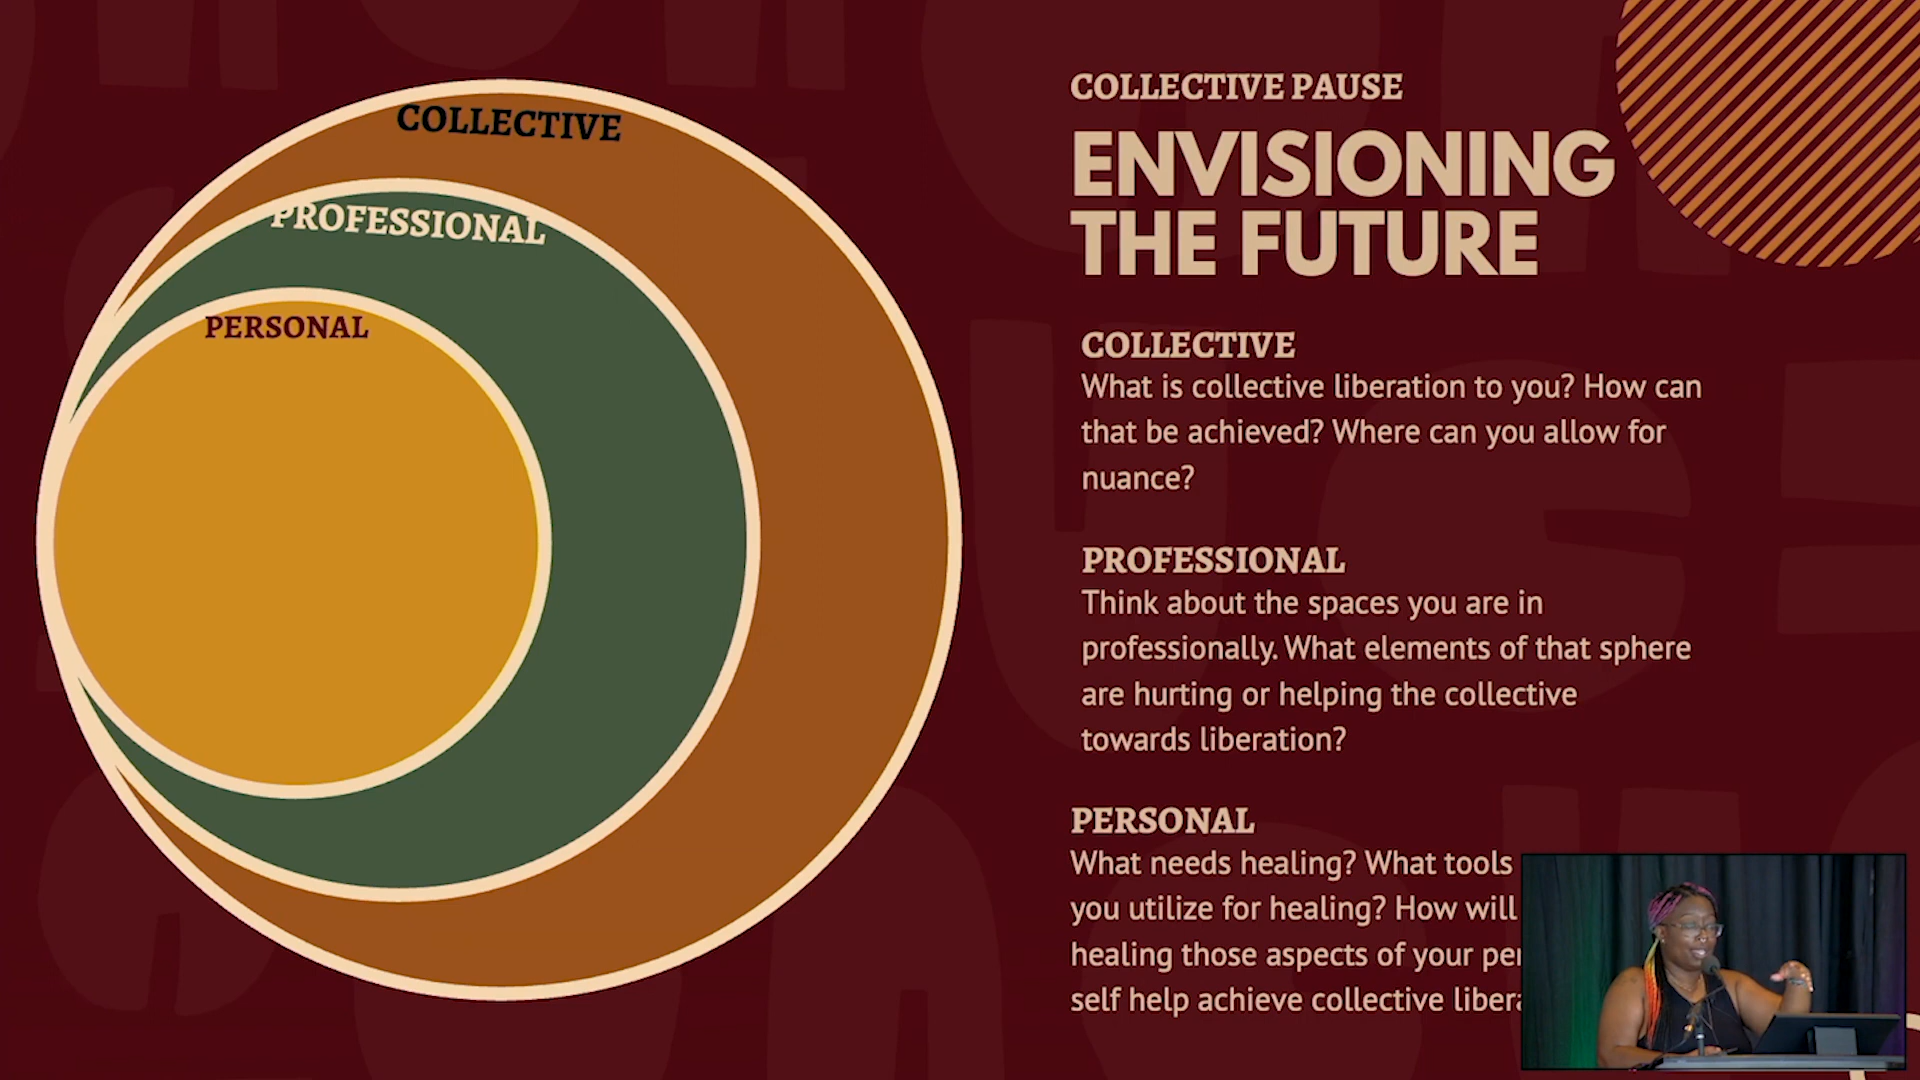 COLLECTIVE
PROFESSIONAL
PERSONAL
COLLECTIVE PAUSE
ENVISIONING
THE FUTURE
COLLECTIVE
What is collective liberation to you? How can
that be achieved? Where can you allow for
nuance?
PROFESSIONAL
Think about the spaces you are in
professionally. What elements of that sphere
are hurting or helping the collective
towards liberation?
PERSONAL
What needs healing? What tools
you utilize for healing? How will
healing those aspects of your
self help achieve collective